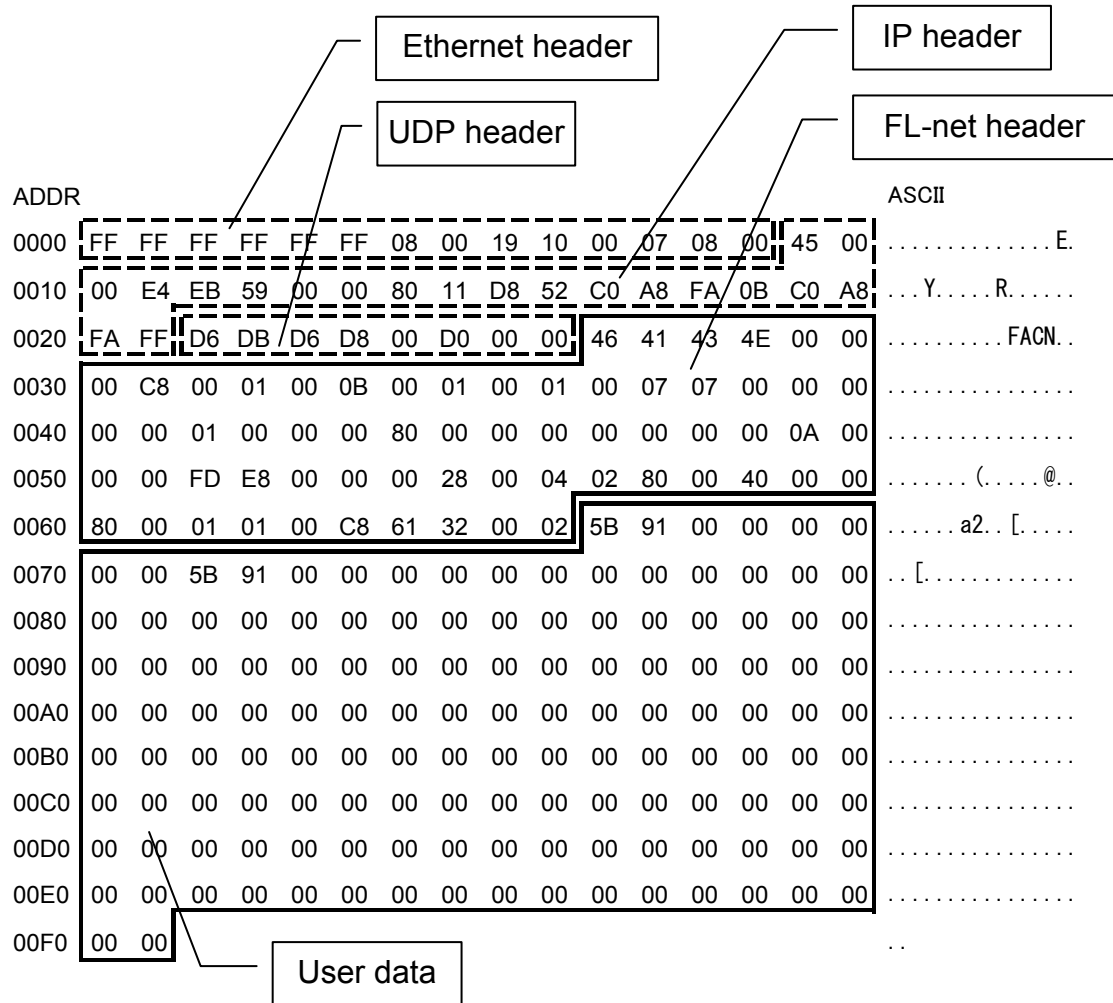 Ethernet header
IP header
UDP header
FL-net header
ADDR ASCII
0000 FF FF FF FF FF FF 08 00 19 10 00 07 08 00 45 00 ..............E.
0010 00 E4 EB 59 00 00 80 11 D8 52 C0 A8 FA 0B C0 A8 ...Y.....R......
0020 FA FF D6 DB D6 D8 00 D0 00 00 46 41 43 4E 00 00 ..........FACN..
0030 00 C8 00 01 00 0B 00 01 00 01 00 07 07 00 00 00 ................
0040 00 00 01 00 00 00 80 00 00 00 00 00 00 00 0A 00 ................
0050 00 00 FD E8 00 00 00 28 00 04 02 80 00 40 00 00 .......(.....@..
0060 80 00 01 01 00 C8 61 32 00 02 5B 91 00 00 00 00 ......a2..[.....
0070 00 00 5B 91 00 00 00 00 00 00 00 00 00 00 00 00 ..[.............
0080 00 00 00 00 00 00 00 00 00 00 00 00 00 00 00 00 ................
0090 00 00 00 00 00 00 00 00 00 00 00 00 00 00 00 00 ................
00A0 00 00 00 00 00 00 00 00 00 00 00 00 00 00 00 00 ................
00B0 00 00 00 00 00 00 00 00 00 00 00 00 00 00 00 00 ................
00C0 00 00 00 00 00 00 00 00 00 00 00 00 00 00 00 00 ................
00D0 00 00 00 00 00 00 00 00 00 00 00 00 00 00 00 00 ................
00E0 00 00 00 00 00 00 00 00 00 00 00 00 00 00 00 00 ................
00F0 00 00 ..
User data